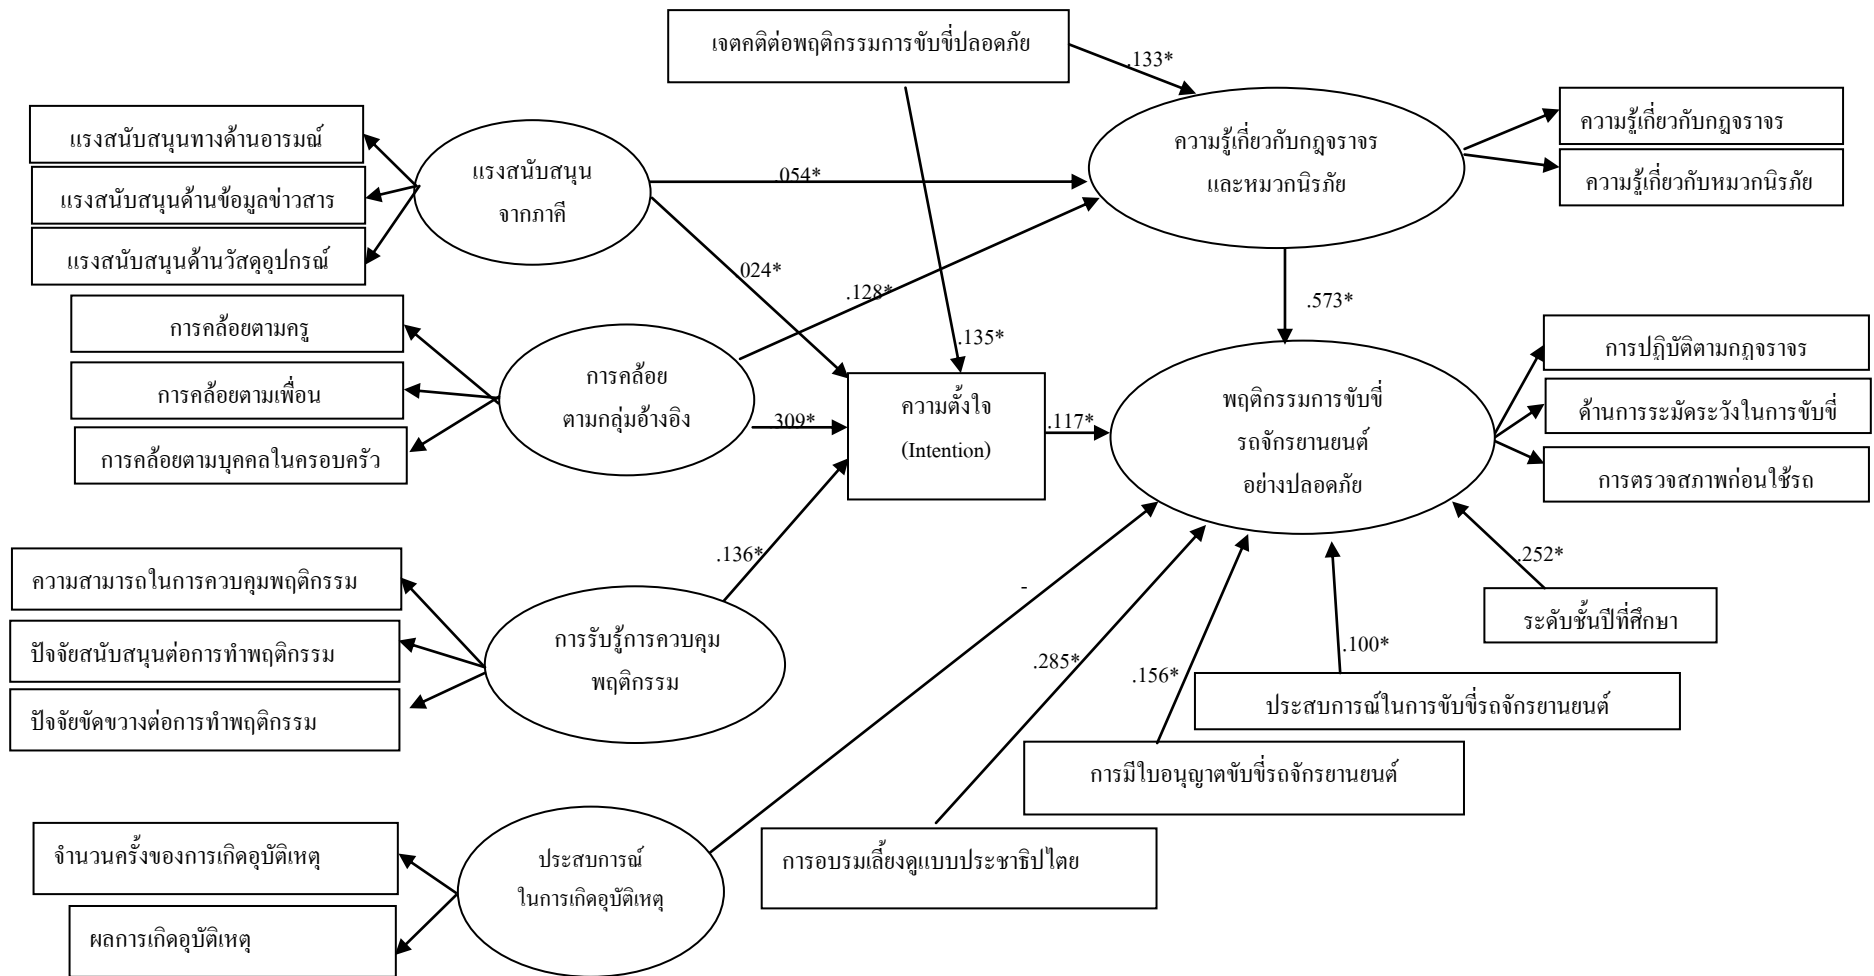 เจตคติต่อพฤติกรรมการขับขี่ปลอดภัย
.133*
แรงสนับสนุนทางด้านอารมณ์
แรงสนับสนุนด้านข้อมูลข่าวสาร
แรงสนับสนุนด้านวัสดุอุปกรณ์
แรงสนับสนุน
จากภาคี
.054*
ความรู้เกี่ยวกับกฎจราจร
และหมวกนิรภัย
ความรู้เกี่ยวกับกฎจราจร
ความรู้เกี่ยวกับหมวกนิรภัย
024*
.128*
.135*
.573*
การคล้อยตามครู
การคล้อยตามเพื่อน
การคล้อยตามบุคคลในครอบครัว
การคล้อย
ตามกลุ่มอ้างอิง
.309*
ความตั้งใจ
(Intention)
.117*
พฤติกรรมการขับขี่
รถจักรยานยนต์
อย่างปลอดภัย
การปฏิบัติตามกฎจราจร
ด้านการระมัดระวังในการขับขี่
การตรวจสภาพก่อนใช้รถ
.136*
-
.252*
ระดับชั้นปีที่ศึกษา
ความสามารถในการควบคุมพฤติกรรม
ปัจจัยสนับสนุนต่อการทำพฤติกรรม
ปัจจัยขัดขวางต่อการทำพฤติกรรม
การรับรู้การควบคุม
พฤติกรรม
.285*
.156*
.100*
ประสบการณ์ในการขับขี่รถจักรยานยนต์
การมีใบอนุญาตขับขี่รถจักรยานยนต์
การอบรมเลี้ยงดูแบบประชาธิปไตย
จำนวนครั้งของการเกิดอุบัติเหตุ
ผลการเกิดอุบัติเหตุ
ประสบการณ์
ในการเกิดอุบัติเหตุ